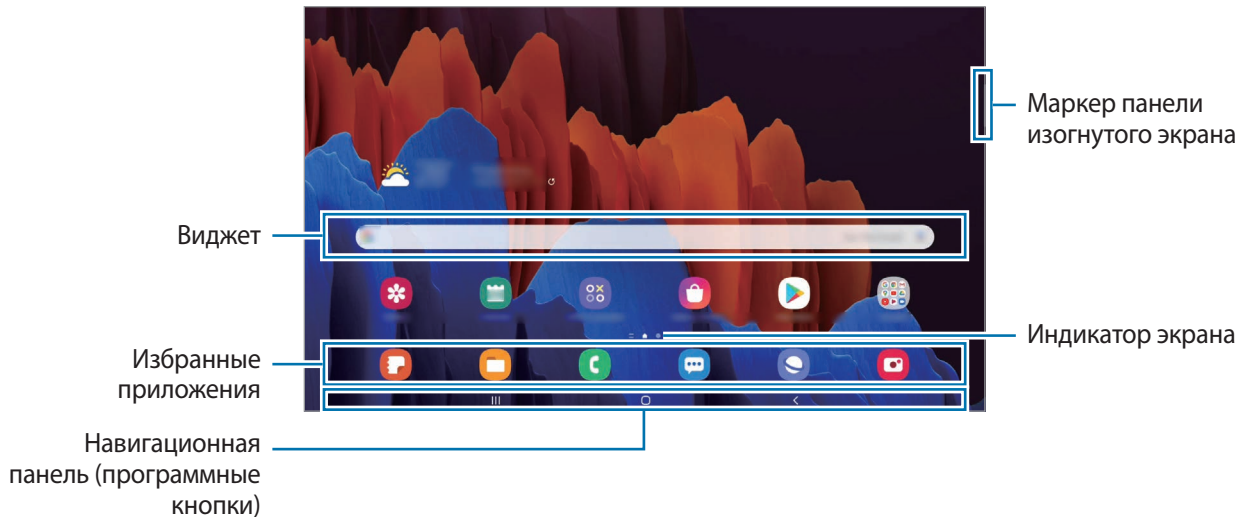 Маркер панели
изогнутого экрана
Виджет
Индикатор экрана
Избранные
приложения
Навигационная
панель (программные
кнопки)